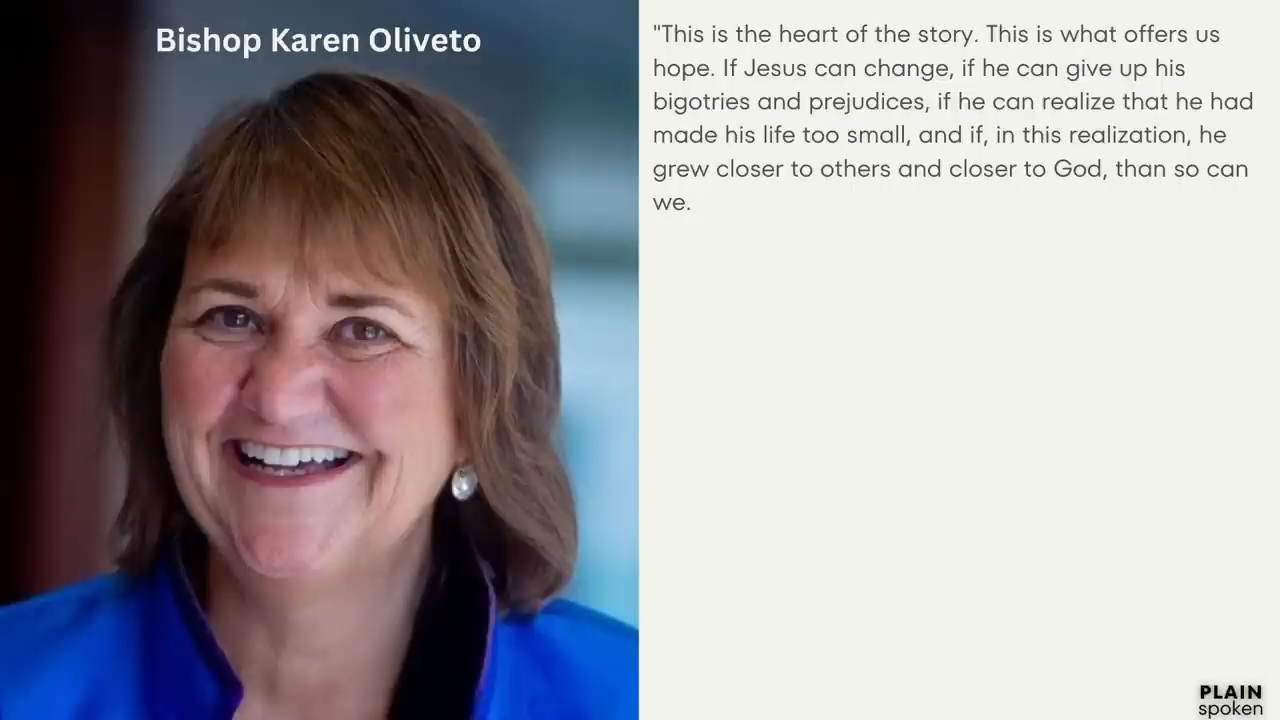 Bishop Karen Oliveto
"This is the heart of the story. This is what offers us
hope. If Jesus can change, if he can give up his
bigotries and prejudices, if he can realize that he had
made his life too small, and if, in this realization, he
grew closer to others and closer to God, than so can
we.
PLAIN
spoken